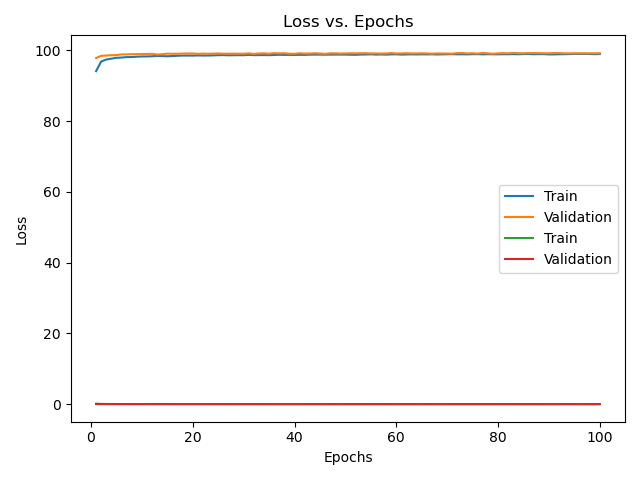 Loss vs. Epochs
100
80
60
40
20
0
Loss
Train
Validation
Train
Validation
0 20 40 60 80 100
Epochs